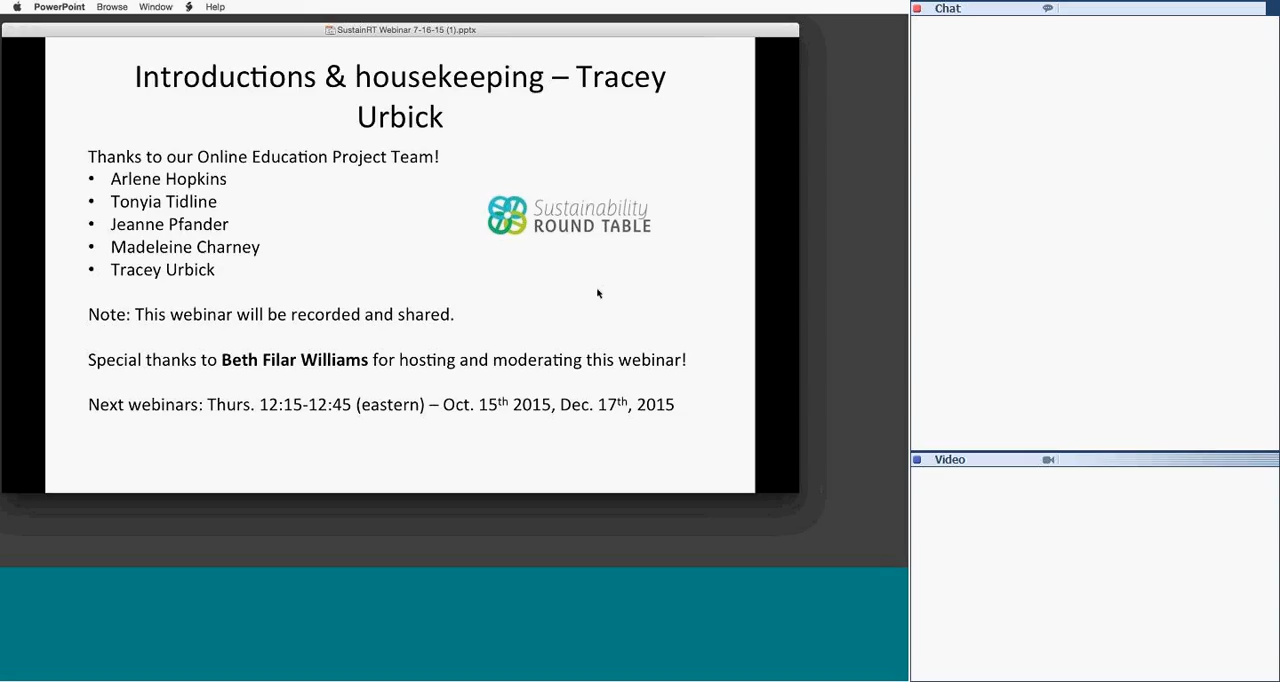 PowerPoint Browse Window Help
SustainRT Webinar 7-16-15 (1).pptx
Introductions & housekeeping – Tracey
Urbick
Thanks to our Online Education Project Team!
• Arlene Hopkins
• Tonyia Tidline
• Jeanne Pfander
• Madeleine Charney
• Tracey Urbick
Sustainability
ROUND TABLE
Note: This webinar will be recorded and shared.
Special thanks to Beth Filar Williams for hosting and moderating this webinar!
Next webinars: Thurs. 12:15-12:45 (eastern) – Oct. 15th 2015, Dec. 17th, 2015
Chat
Video